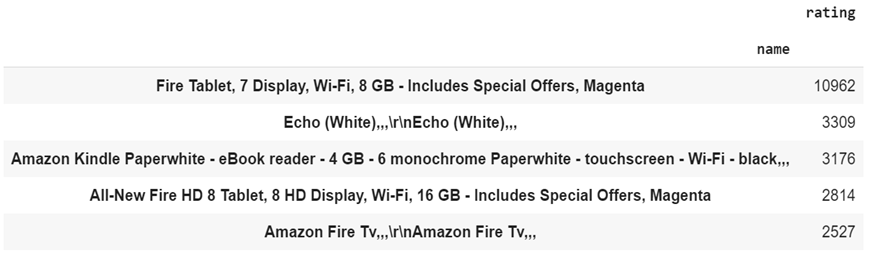 rating
name
Fire Tablet, 7 Display, Wi-Fi, 8 GB - Includes Special Offers, Magenta 10962
Echo (White),,,\r\nEcho (White),,, 3309
Amazon Kindle Paperwhite - eBook reader - 4 GB - 6 monochrome Paperwhite - touchscreen - Wi-Fi - black,,, 3176
All-New Fire HD 8 Tablet, 8 HD Display, Wi-Fi, 16 GB - Includes Special Offers, Magenta 2814
Amazon Fire Tv,,,\r\nAmazon Fire Tv,,, 2527